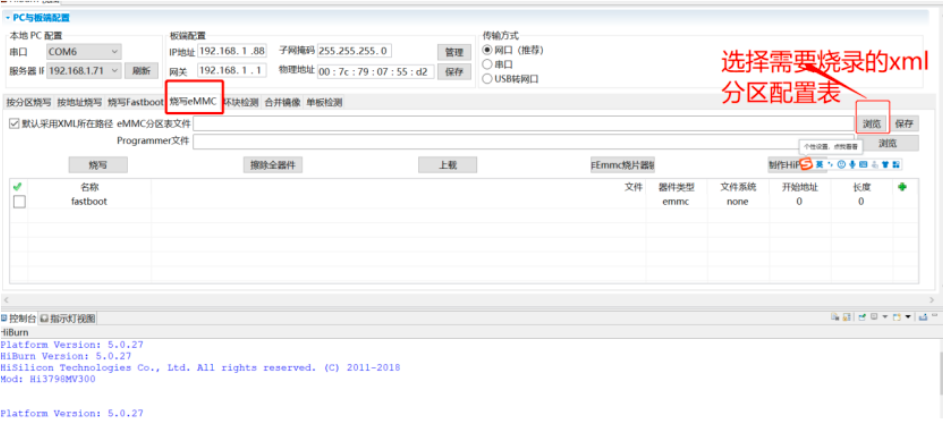 PC与板端配置
本地 PC 配置 板端配置 传输方式
串口 COM6 IP地址 192.168. 1 .88 子网掩码 255.255.255. 0 管理 网口（推荐）
服务器 IP 192.168.1.71 刷新 网关 192.168. 1 . 1 物理地址 00 : 7c : 79 : 07 : 55 : d2 保存 串口
USB转网口
选择需要烧录的xml
分区配置表
按分区烧写 按地址烧写 烧写Fastboot 烧写eMMC 坏块检测 合并镜像 单板检测
默认采用XML所在路径 eMMC分区表文件 浏览 保存
Programmer文件 浏览
个性设置，点我看看
烧写 擦除全器件 上载 Emmc烧片器 制作HiP
英
名称 文件 器件类型 文件系统 开始地址 长度
fastboot emmc none 0 0
控制台 指示灯视图
HiBurn
Platform Version: 5.0.27
HiBurn Version: 5.0.27
HiSilicon Technologies Co., Ltd. All rights reserved. (C) 2011-2018
Mod: Hi3798MV300
Platform Version: 5.0.27